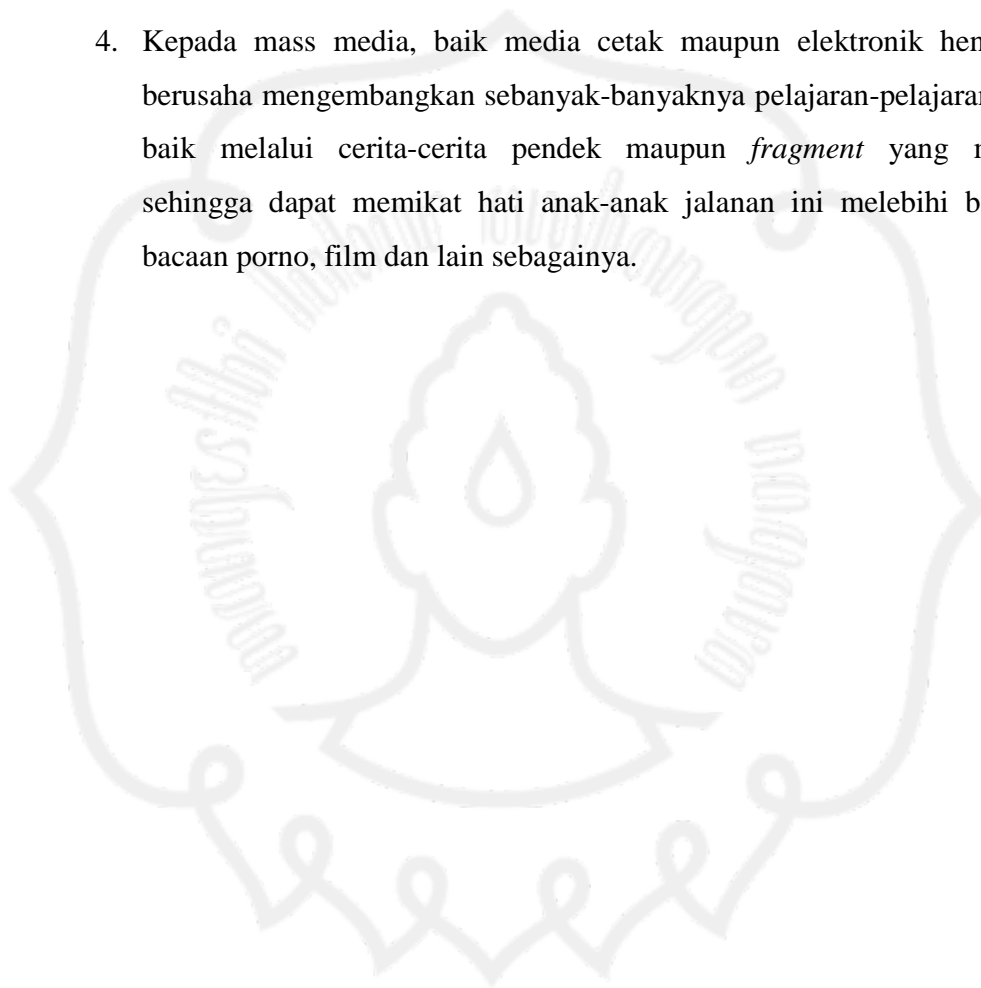 4. Kepada mass media, baik media cetak maupun elektronik hen
berusaha mengembangkan sebanyak-banyaknya pelajaran-pelajaran
baik melalui cerita-cerita pendek maupun fragment yang
sehingga dapat memikat hati anak-anak jalanan ini melebihi b
bacaan porno, film dan lain sebagainya.